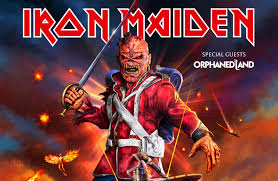 IRON MAIDEN
SPECIAL GUESTS
ORPHANED LAND